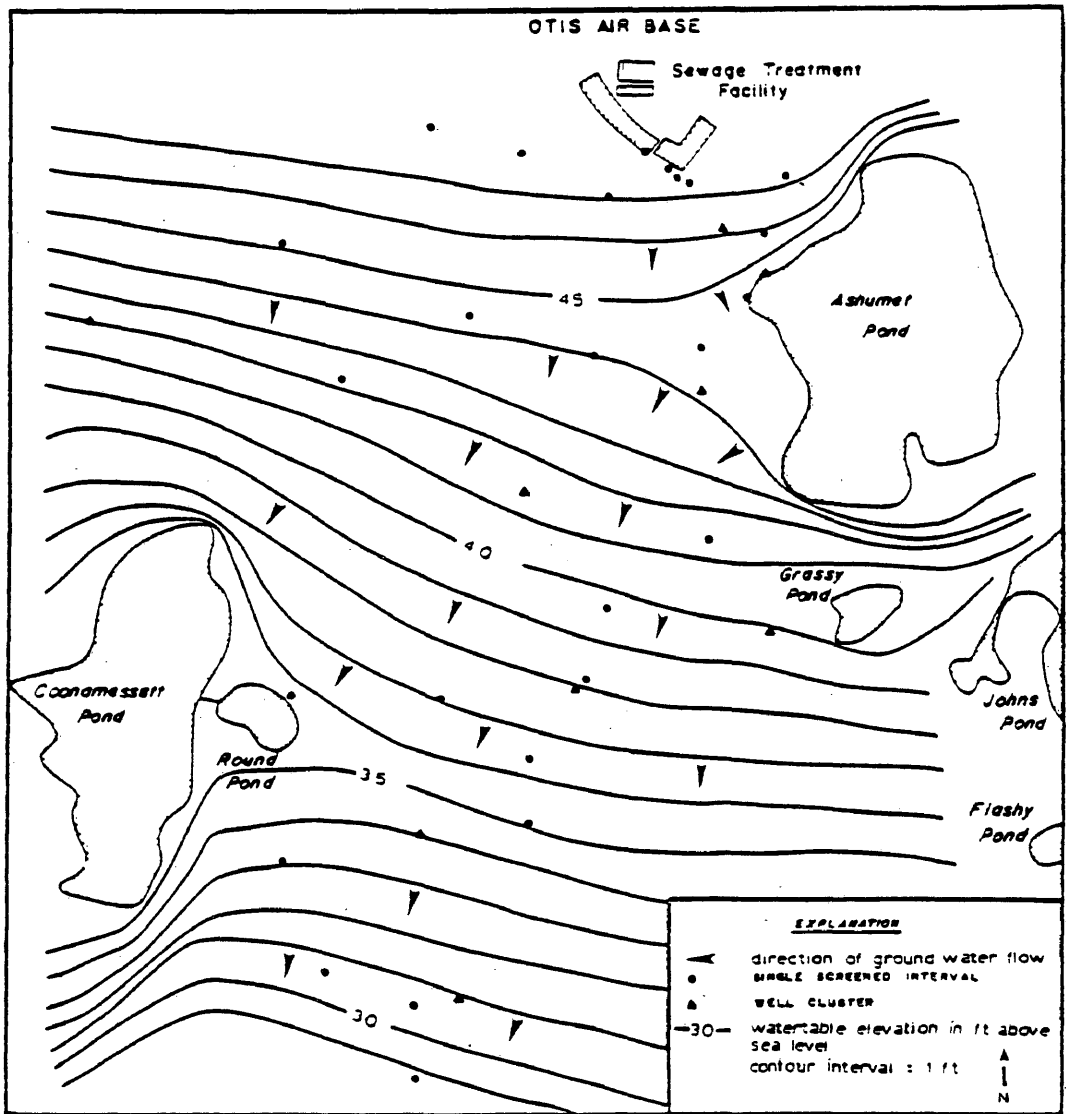 OTIS AIR BASE
Sewage Treatment
Facility
45
Ashumet
Pond
40
Grassy
Pond
Coonamessett
Pond
Johns
Pond
Round
Pond
35
Flashy
Pond
EXPLANATION
direction of ground water flow
SINGLE SCREENED INTERVAL
WELL CLUSTER
—30— watertable elevation in ft above
sea level
contour interval : 1 ft
N
30